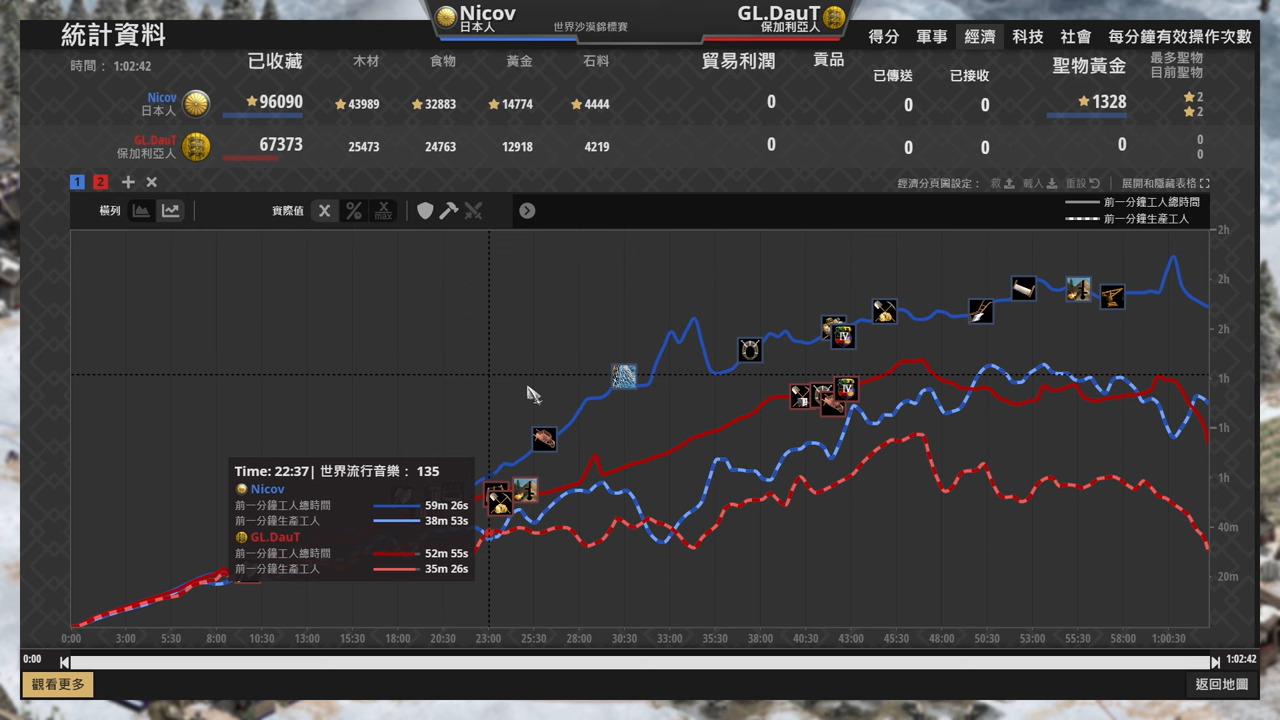 Nicov
日本人
世界沙漠錦標賽
GL.DauT
保加利亞人
統計資料
得分 軍事 經濟 科技 社會 每分鐘有效操作次數
時間： 1:02:42
已收藏 木材 食物 黃金 石料 貿易利潤 貢品 已傳送 已接收 聖物黃金 最多聖物
目前聖物
Nicov
日本人
96090 43989 32883 14774 4444 0 0 0 1328 2
2
GL.DauT
保加利亞人
67373 25473 24763 12918 4219 0 0 0 0 0
0
1 2
經濟分頁圖設定： 救 載入 重設 展開和隱藏表格
橫列 實際值 X % X
max
前一分鐘工人總時間
前一分鐘生產工人
2h
2h
2h
1h
1h
1h
40m
20m
IV
IV
Time: 22:37| 世界流行音樂： 135
Nicov
前一分鐘工人總時間 59m 26s
前一分鐘生產工人 38m 53s
GL.DauT
前一分鐘工人總時間 52m 55s
前一分鐘生產工人 35m 26s
0:00 3:00 5:30 8:00 10:30 13:00 15:30 18:00 20:30 23:00 25:30 28:00 30:30 33:00 35:30 38:00 40:30 43:00 45:30 48:00 50:30 53:00 55:30 58:00 1:00:30
0:00 1:02:42
觀看更多
返回地圖